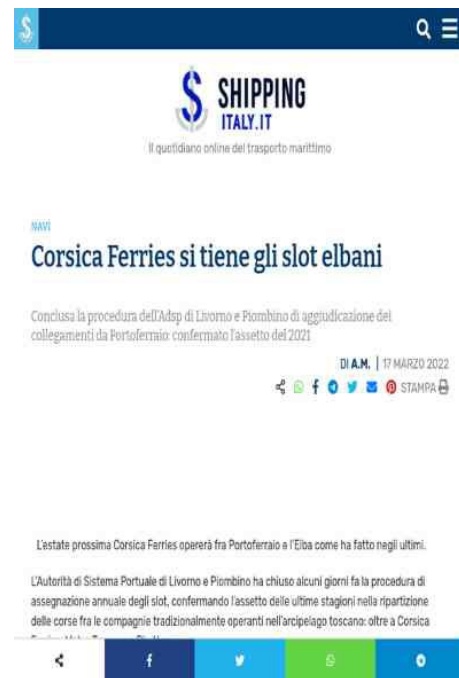 SHIPPING
ITALY.IT
Il quotidiano online del trasporto marittimo
NAVI
Corsica Ferries si tiene gli slot elbani
Conclusa la procedura dell'Adsp di Livorno e Piombino di aggiudicazione dei
collegamenti da Portoferraio: confermato l'assetto del 2021
DI A.M. | 17 MARZO 2022
STAMPA
L'estate prossima Corsica Ferries opererà fra Portoferraio e l'Elba come ha fatto negli ultimi.
L'Autorità di Sistema Portuale di Livorno e Piombino ha chiuso alcuni giorni fa la procedura di
assegnazione annuale degli slot, confermando l'assetto delle ultime stagioni nella ripartizione
delle corse fra le compagnie tradizionalmente operanti nell'arcipelago toscano: oltre a Corsica